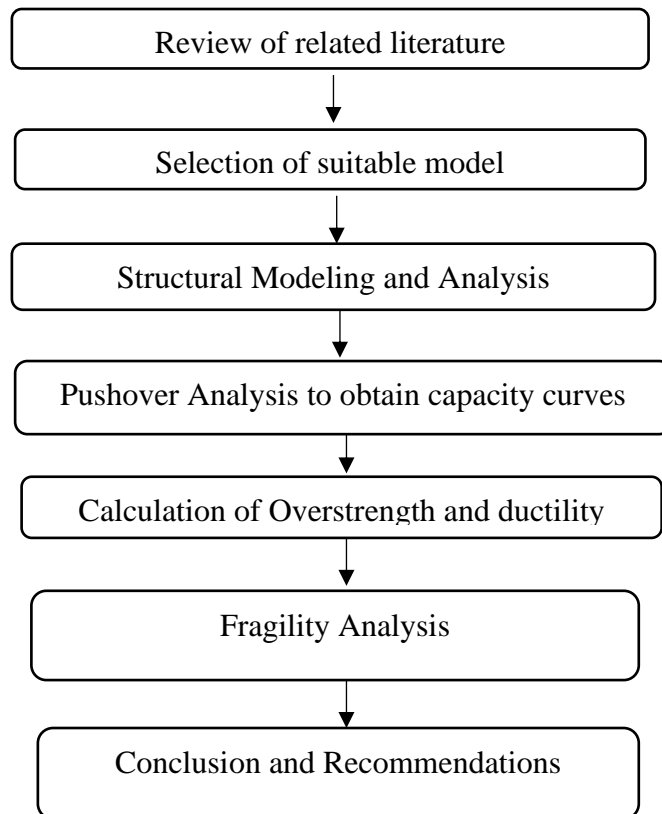 Review of related literature
Selection of suitable model
Structural Modeling and Analysis
Pushover Analysis to obtain capacity curves
Calculation of Overstrength and ductility
Fragility Analysis
Conclusion and Recommendations